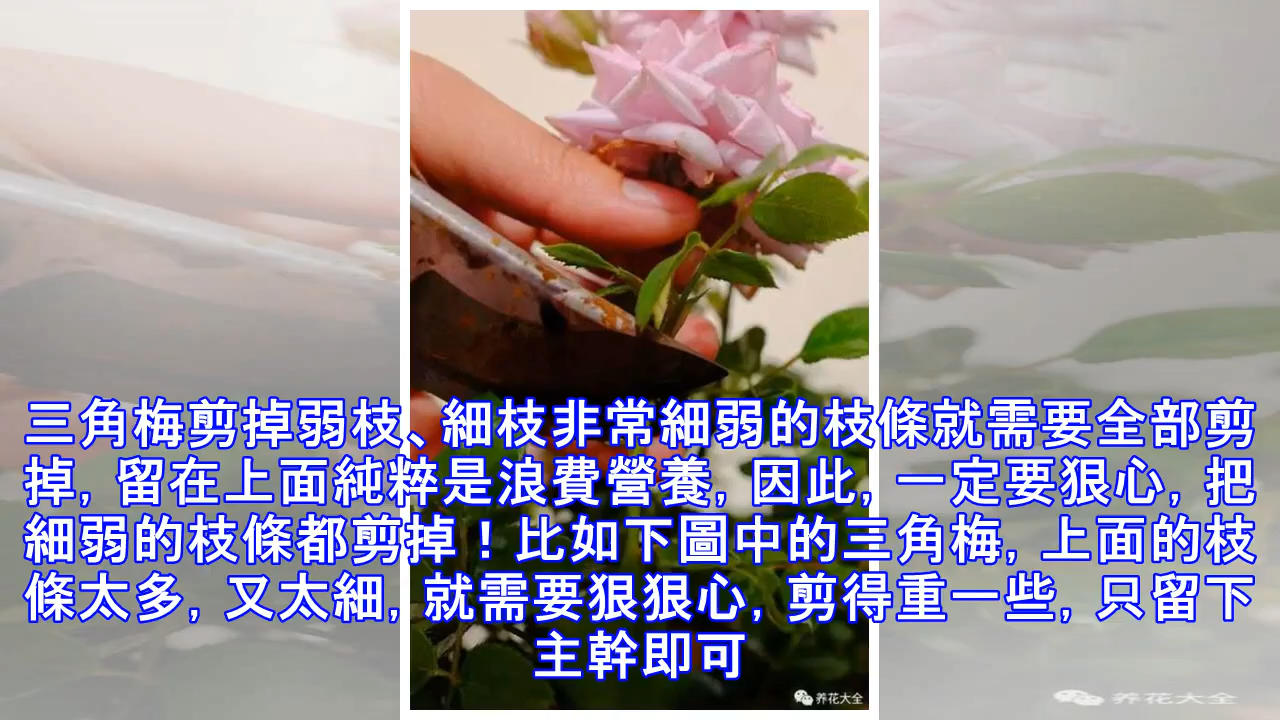 三角梅剪掉弱枝、細枝非常細弱的枝條就需要全部剪
掉, 留在上面純粹是浪費營養, 因此, 一定要狠心, 把
細弱的枝條都剪掉！比如下圖中的三角梅, 上面的枝
條太多, 又太細, 就需要狠狠心, 剪得重一些, 只留下
主幹即可
养花大全
养花大全